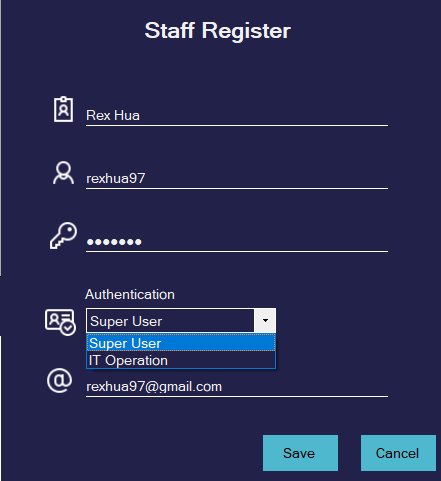 Staff Register
Rex Hua
rexhua97
●●●●●●●
Authentication
Super User
Super User
IT Operation
@
rexhua97@gmail.com
Save
Cancel